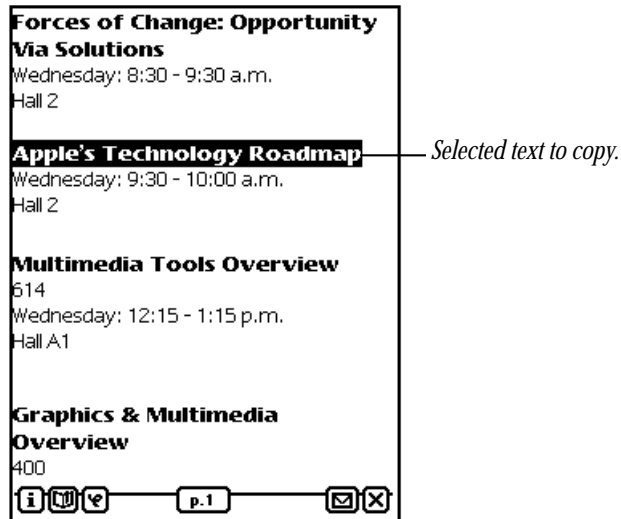 Forces of Change: Opportunity
Via Solutions
Wednesday: 8:30 - 9:30 a.m.
Hall 2
Apple's Technology Roadmap
Selected text to copy.
Wednesday: 9:30 - 10:00 a.m.
Hall 2
Multimedia Tools Overview
614
Wednesday: 12:15 - 1:15 p.m.
Hall A1
Graphics & Multimedia
Overview
400
i
p.1